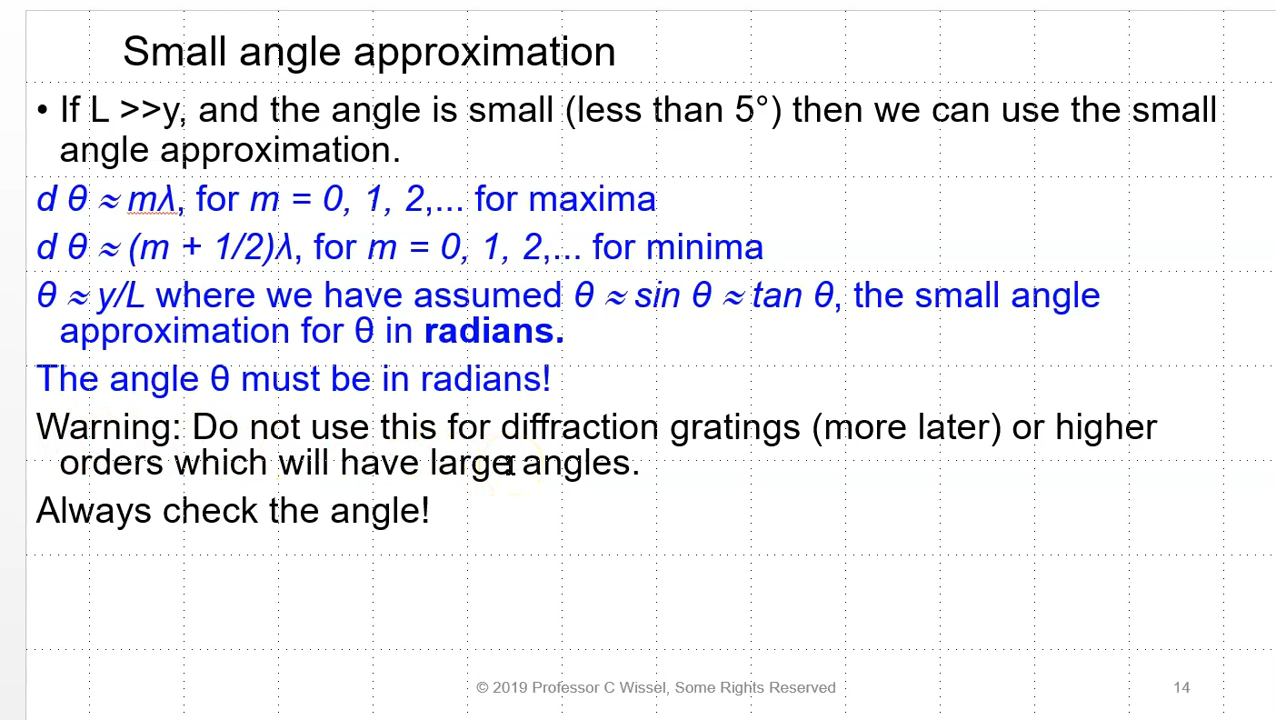 Small angle approximation
• If L >>y, and the angle is small (less than 5°) then we can use the small
angle approximation.
d θ ≈ mλ, for m = 0, 1, 2,... for maxima
d θ ≈ (m + 1/2)λ, for m = 0, 1, 2,... for minima
θ ≈ y/L where we have assumed θ ≈ sin θ ≈ tan θ, the small angle
approximation for θ in radians.
The angle θ must be in radians!
Warning: Do not use this for diffraction gratings (more later) or higher
orders which will have large angles.
Always check the angle!
© 2019 Professor C Wissel, Some Rights Reserved
14